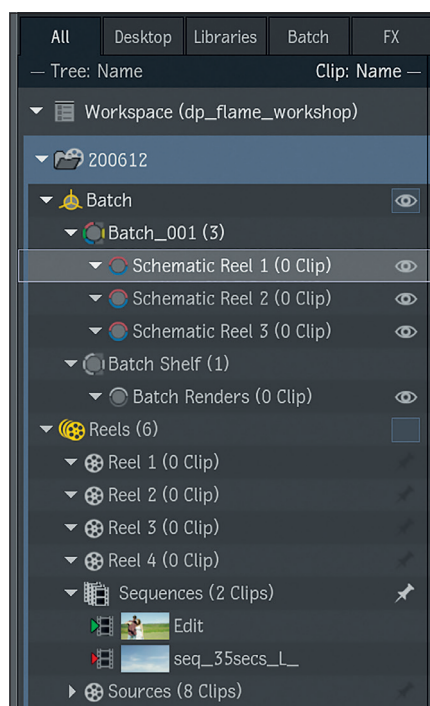 All Desktop Libraries Batch FX
– Tree: Name Clip: Name –
Workspace (dp_flame_workshop)
200612
Batch
Batch_001 (3)
Schematic Reel 1 (0 Clip)
Schematic Reel 2 (0 Clip)
Schematic Reel 3 (0 Clip)
Batch Shelf (1)
Batch Renders (0 Clip)
Reels (6)
Reel 1 (0 Clip)
Reel 2 (0 Clip)
Reel 3 (0 Clip)
Reel 4 (0 Clip)
Sequences (2 Clips)
Edit
seq_35secs_L_
Sources (8 Clips)